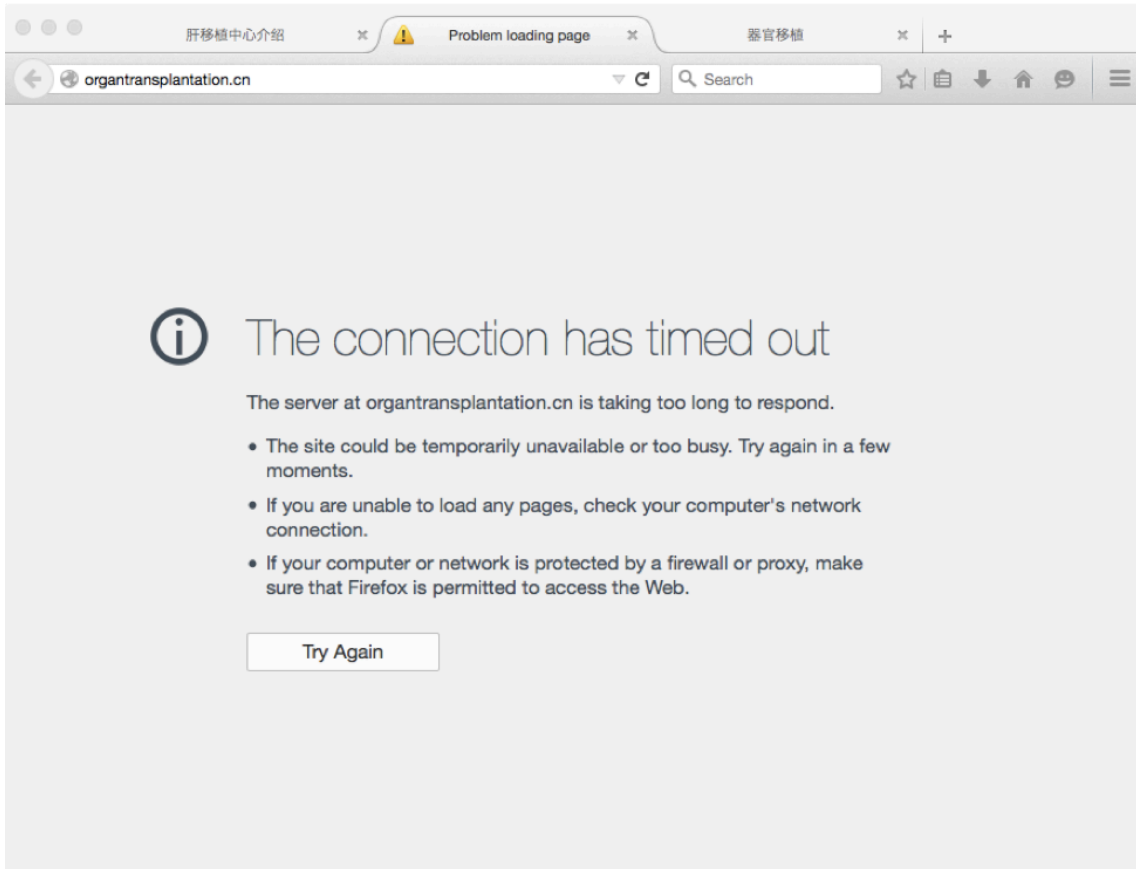 肝移植中心介绍
Problem loading page
器官移植
organtransplantation.cn
Search
The connection has timed out
The server at organtransplantation.cn is taking too long to respond.
• The site could be temporarily unavailable or too busy. Try again in a few
moments.
• If you are unable to load any pages, check your computer's network
connection.
• If your computer or network is protected by a firewall or proxy, make
sure that Firefox is permitted to access the Web.
Try Again